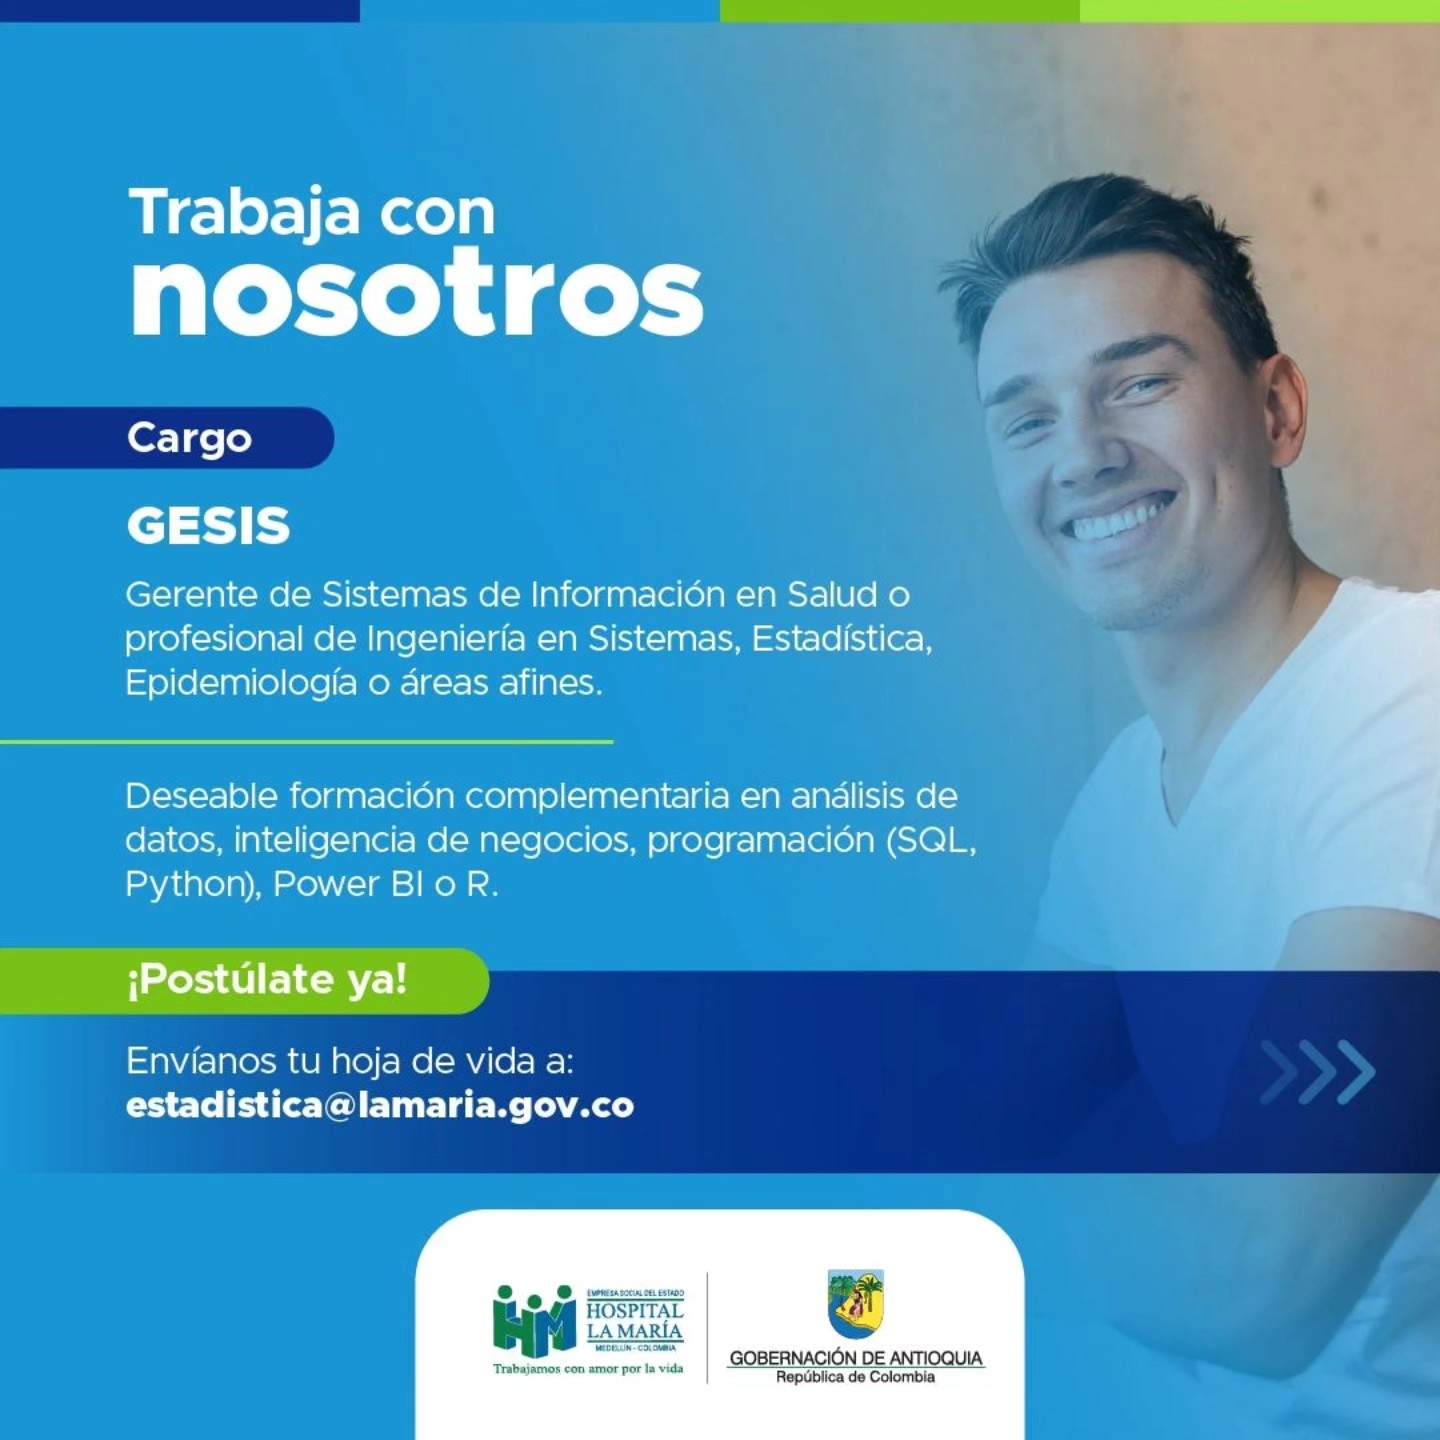 Trabaja con
nosotros
Cargo
GESIS
Gerente de Sistemas de Información en Salud o
profesional de Ingeniería en Sistemas, Estadística,
Epidemiología o áreas afines.
Deseable formación complementaria en análisis de
datos, inteligencia de negocios, programación (SQL,
Python), Power BI o R.
¡Postúlate ya!
Envíanos tu hoja de vida a:
estadistica@lamaria.gov.co
EMPRESA SOCIAL DEL ESTADO
HOSPITAL
LA MARÍA
MEDELLÍN - COLOMBIA
Trabajamos con amor por la vida
GOBERNACIÓN DE ANTIOQUIA
República de Colombia